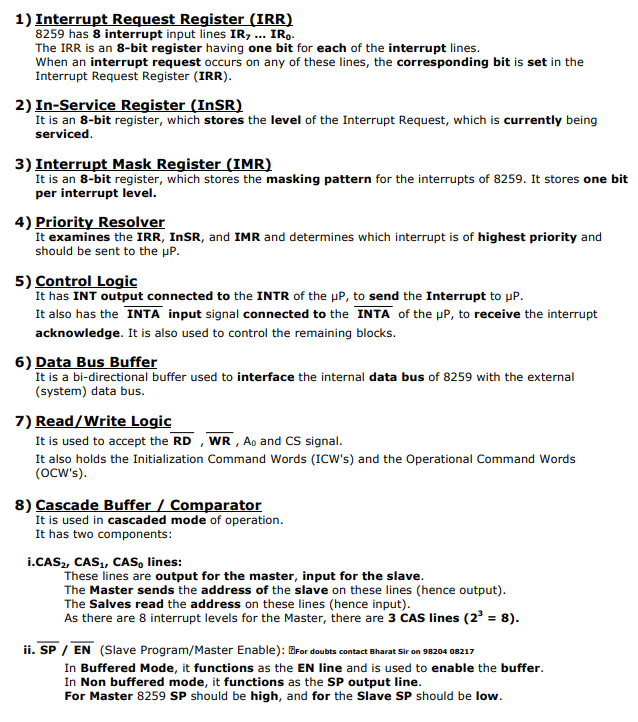 1) Interrupt Request Register (IRR)
8259 has 8 interrupt input lines IR₇ ... IR₀.
The IRR is an 8-bit register having one bit for each of the interrupt lines.
When an interrupt request occurs on any of these lines, the corresponding bit is set in the
Interrupt Request Register (IRR).
2) In-Service Register (InSR)
It is an 8-bit register, which stores the level of the Interrupt Request, which is currently being
serviced.
3) Interrupt Mask Register (IMR)
It is an 8-bit register, which stores the masking pattern for the interrupts of 8259. It stores one bit
per interrupt level.
4) Priority Resolver
It examines the IRR, InSR, and IMR and determines which interrupt is of highest priority and
should be sent to the µP.
5) Control Logic
It has INT output connected to the INTR of the µP, to send the Interrupt to µP.
It also has the INTA input signal connected to the INTA of the µP, to receive the interrupt
acknowledge. It is also used to control the remaining blocks.
6) Data Bus Buffer
It is a bi-directional buffer used to interface the internal data bus of 8259 with the external
(system) data bus.
7) Read/Write Logic
It is used to accept the RD , WR , A₀ and CS signal.
It also holds the Initialization Command Words (ICW's) and the Operational Command Words
(OCW's).
8) Cascade Buffer / Comparator
It is used in cascaded mode of operation.
It has two components:
i.CAS₂, CAS₁, CAS₀ lines:
These lines are output for the master, input for the slave.
The Master sends the address of the slave on these lines (hence output).
The Salves read the address on these lines (hence input).
As there are 8 interrupt levels for the Master, there are 3 CAS lines (2³ = 8).
ii. SP / EN (Slave Program/Master Enable): For doubts contact Bharat Sir on 98204 08217
In Buffered Mode, it functions as the EN line and is used to enable the buffer.
In Non buffered mode, it functions as the SP output line.
For Master 8259 SP should be high, and for the Slave SP should be low.